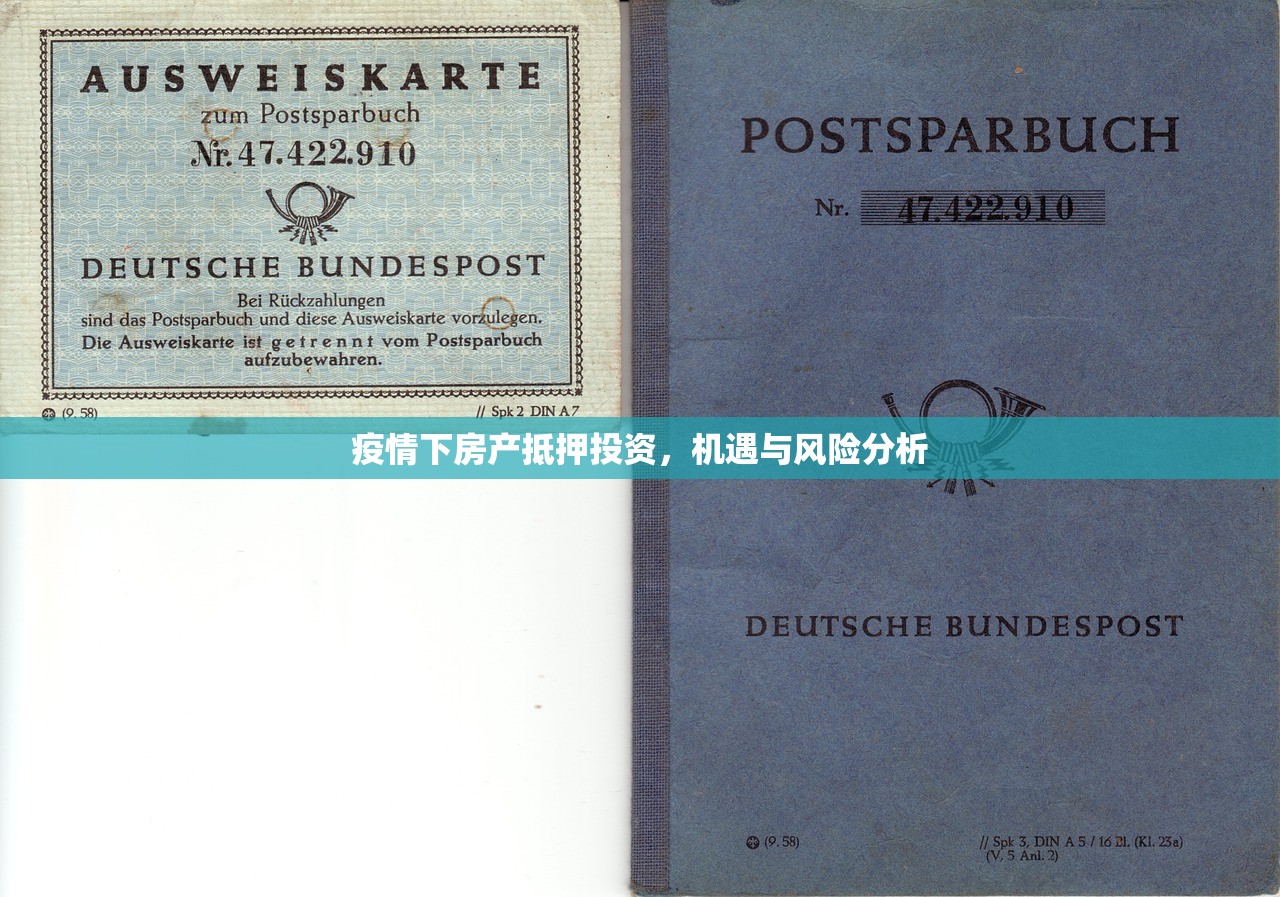 AUSWEISKARTE
zum Postsparbuch
Nr. 47.422.910
DEUTSCHE BUNDESPOST
Bei Rückzahlungen
sind das Postsparbuch und diese Ausweiskarte vorzulegen.
Die Ausweiskarte ist getrennt vom Postsparbuch
aufzubewahren.
(9. 58)
// Spk 2 DIN A 7
POSTSPARBUCH
Nr. 47.422.910
疫情下房产抵押投资，机遇与风险分析
DEUTSCHE BUNDESPOST
(9. 58)
// Spk 3, DIN A 5 / 16 Bl. (Kl. 23a)
(V, 5 Anl. 2)